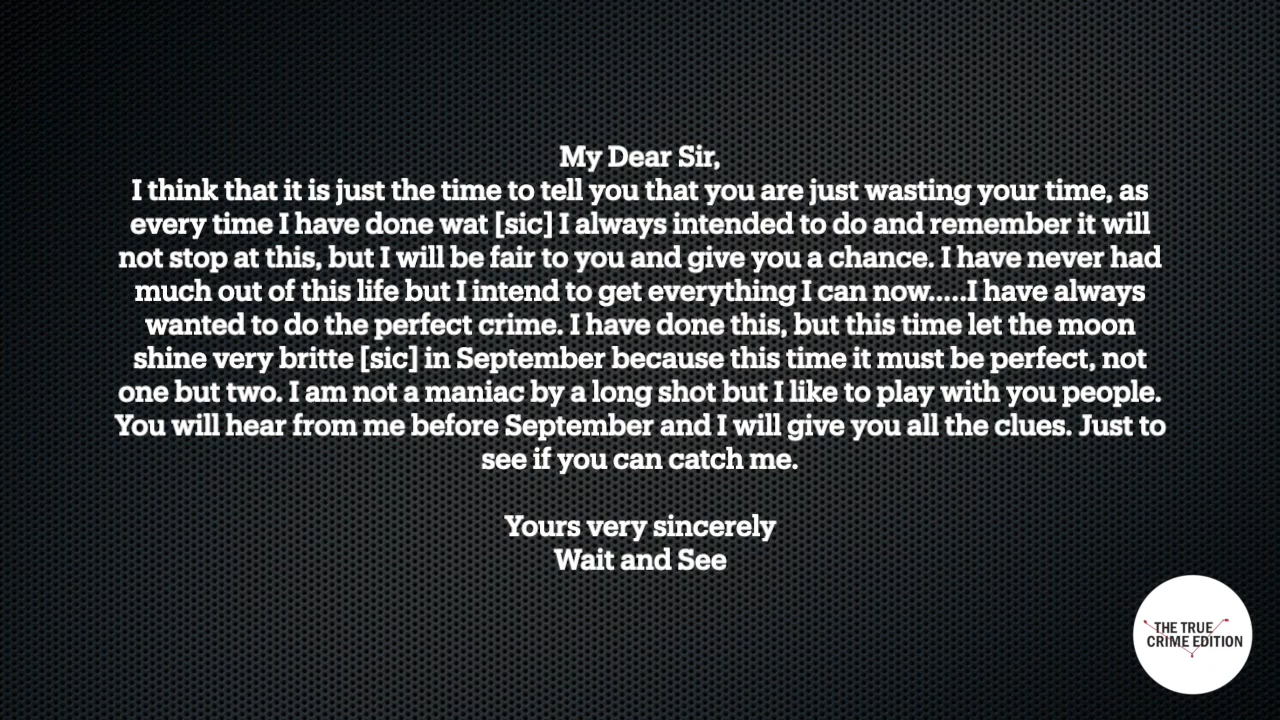 My Dear Sir,
I think that it is just the time to tell you that you are just wasting your time, as
every time I have done wat [sic] I always intended to do and remember it will
not stop at this, but I will be fair to you and give you a chance. I have never had
much out of this life but I intend to get everything I can now.....I have always
wanted to do the perfect crime. I have done this, but this time let the moon
shine very britte [sic] in September because this time it must be perfect, not
one but two. I am not a maniac by a long shot but I like to play with you people.
You will hear from me before September and I will give you all the clues. Just to
see if you can catch me.
Yours very sincerely
Wait and See
THE TRUE
CRIME EDITION